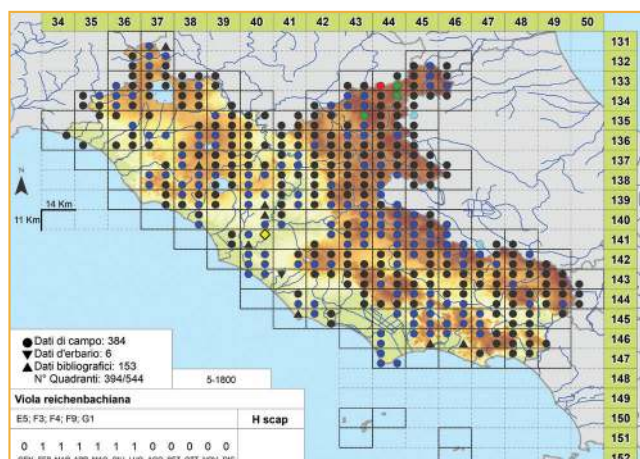 34 35 36 37 38 39 40 41 42 43 44 45 46 47 48 49 50
131
132
133
134
135
136
137
138
139
140
141
142
143
144
145
146
147
148
149
150
151
152
N
14 Km
11 Km
Dati di campo: 384
Dati d'erbario: 6
Dati bibliografici: 153
N° Quadranti: 394/544
5-1800
Viola reichenbachiana
E5; F3; F4; F9; G1
H scap
0 1 1 1 1 1 1 0 0 0 0 0